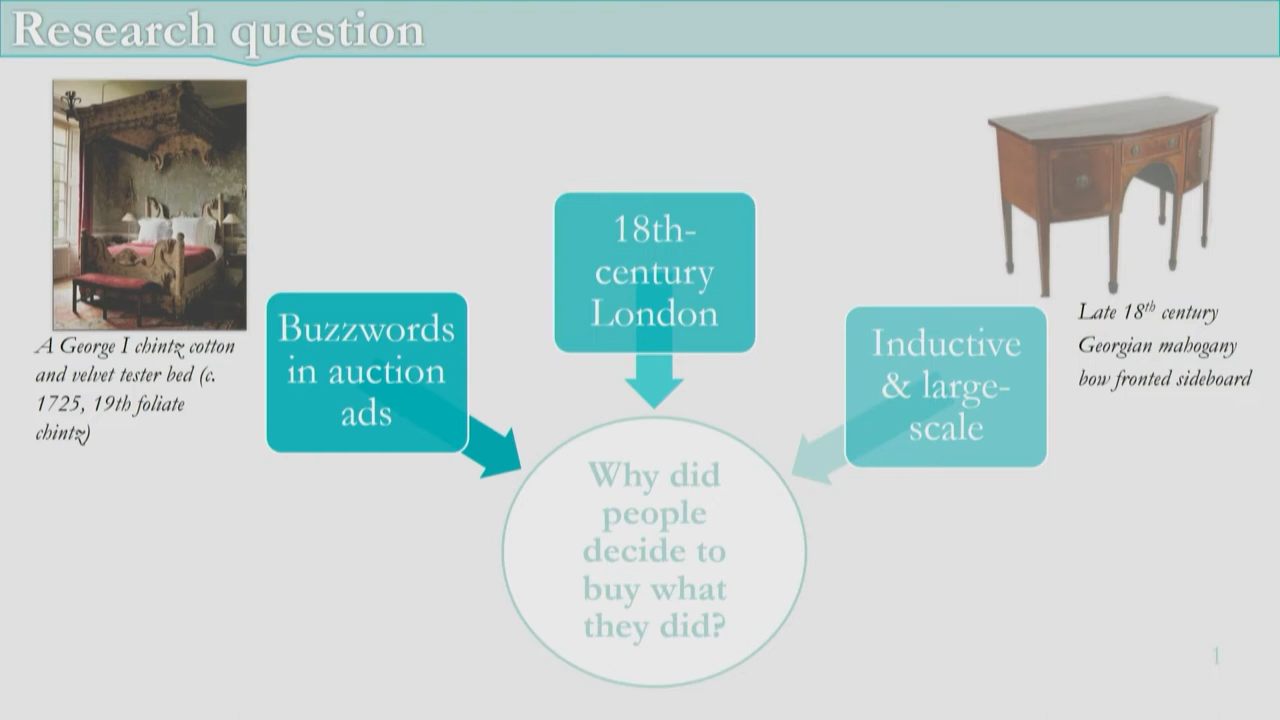 Research question
A George I chintz cotton
and velvet tester bed (c.
1725, 19th foliate
chintz)
Buzzwords
in auction
ads
18th-
century
London
Inductive
& large-
scale
Late 18th century
Georgian mahogany
bow fronted sideboard
Why did
people
decide to
buy what
they did?
1